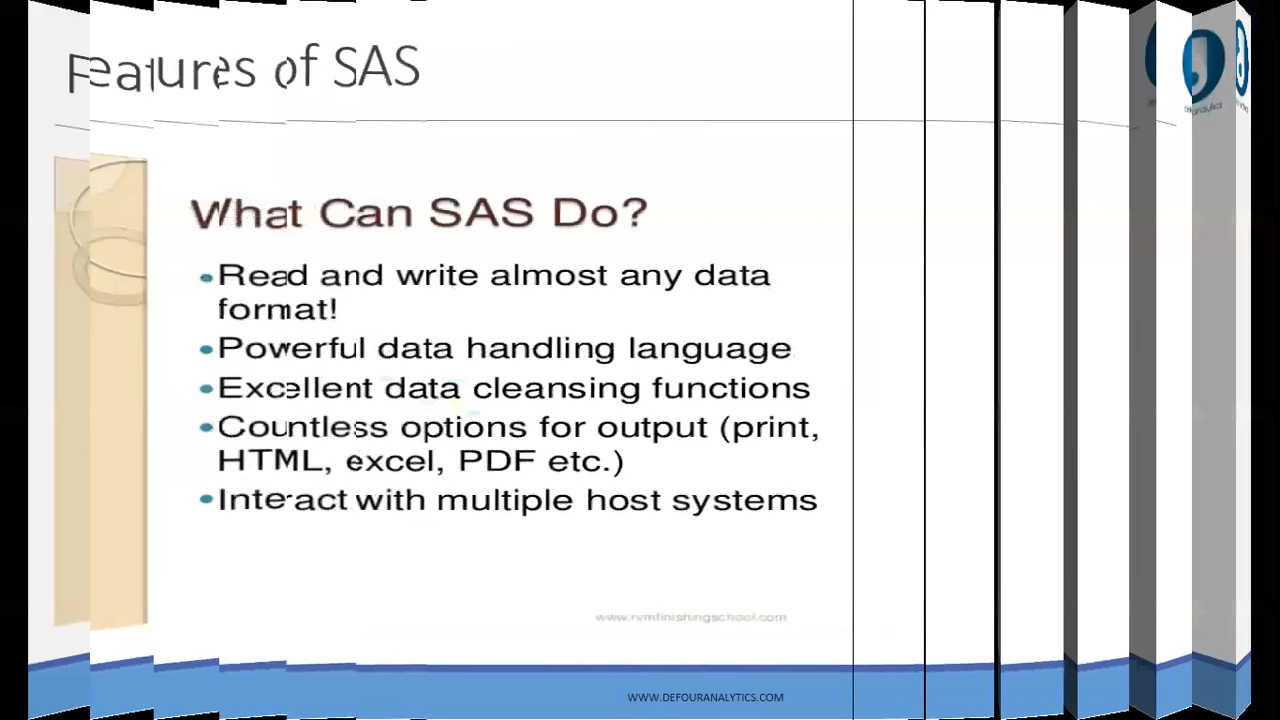 Features of SAS
What Can SAS Do?
•Read and write almost any data
format!
•Powerful data handling language
•Excellent data cleansing functions
•Countless options for output (print,
HTML, excel, PDF etc.)
•Interact with multiple host systems
www.rvmfinishingschool.com
WWW.DEFOURANALYTICS.COM